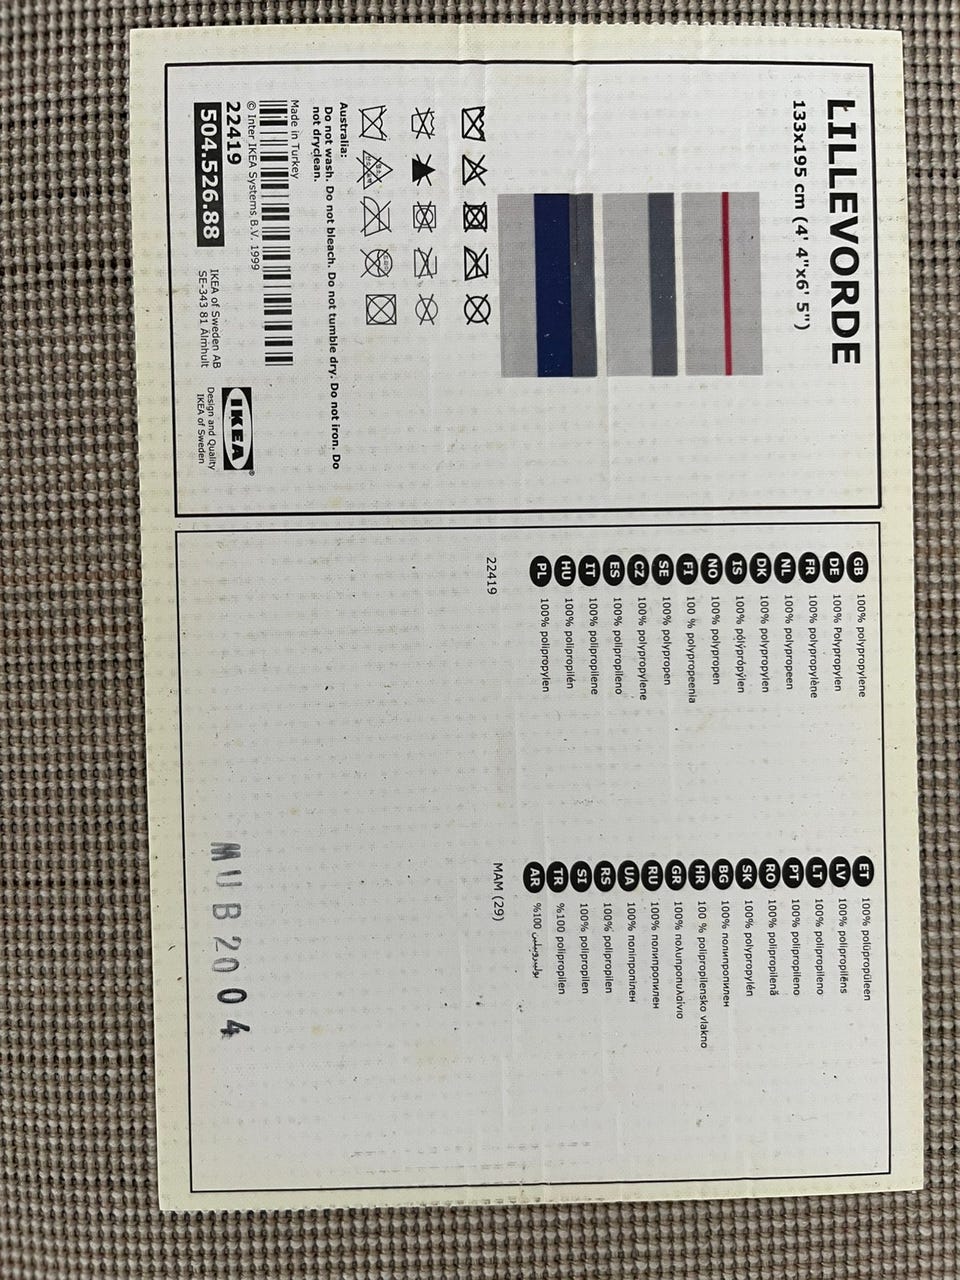 LILLEVORDE
133x195 cm (4' 4"x6' 5")
Australia:
Do not wash. Do not bleach. Do not tumble dry. Do not iron. Do
not dryclean.
Made in Turkey
© Inter IKEA Systems B.V. 1999
22419
504.526.88
IKEA of Sweden AB
SE-343 81 Älmhult
IKEA®
Design and Quality
IKEA of Sweden
GB 100% polypropylene
DE 100% Polypropylen
FR 100% polypropylène
NL 100% polypropeen
DK 100% polypropylen
IS 100% pólýprópýlen
NO 100% polypropen
FI 100 % polypropeenia
SE 100% polypropen
CZ 100% polypropylene
ES 100% polipropileno
IT 100% polipropilene
HU 100% polipropilén
PL 100% polipropylen
22419
ET 100% polüpropüleen
LV 100% polipropilēns
LT 100% polipropileno
PT 100% polipropileno
RO 100% polipropilenă
SK 100% polypropylén
BG 100% полипропилен
HR 100 % polipropilensko vlakno
GR 100% πολυπροπυλαίνιο
RU 100% полипропилен
UA 100% поліпропілен
RS 100% polipropilen
SI 100% polipropilen
TR %100 polipropilen
AR %100 بوليبروبيلين
MAM (29)
MUB2004